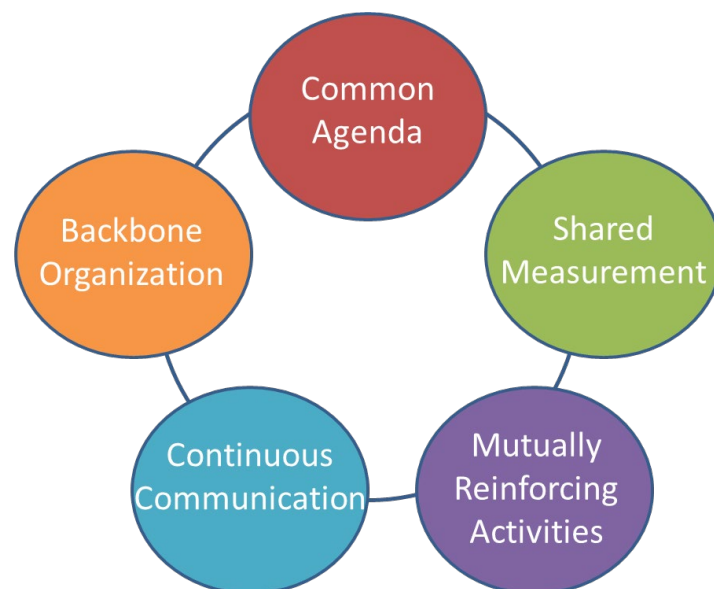 Common
Agenda
Shared
Measurement
Mutually
Reinforcing
Activities
Continuous
Communication
Backbone
Organization